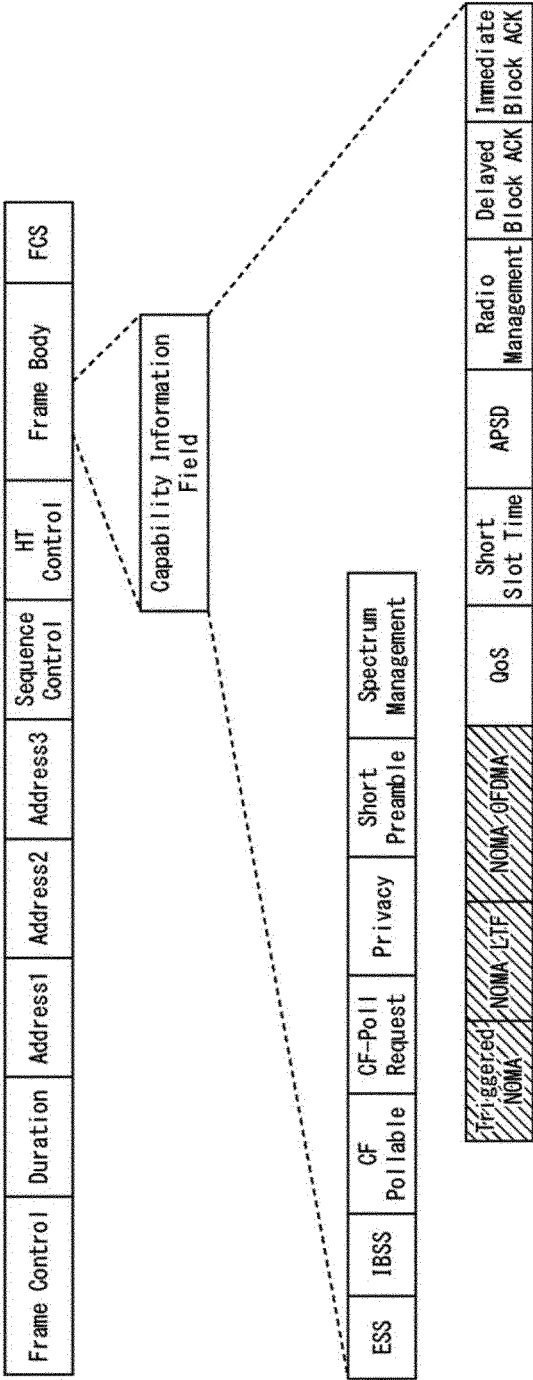 Frame Control
Duration
Address1
Address2
Address3
Sequence
Control
HT
Control
Frame Body
FCS
Capability Information
Field
ESS
IBSS
CF
Pollable
CF-Poll
Request
Privacy
Short
Preamble
Spectrum
Management
Triggered
NOMA
NOMA LTF
NOMA OFDMA
QoS
Short
Slot Time
APSD
Radio
Management
Delayed
Block ACK
Immediate
Block ACK